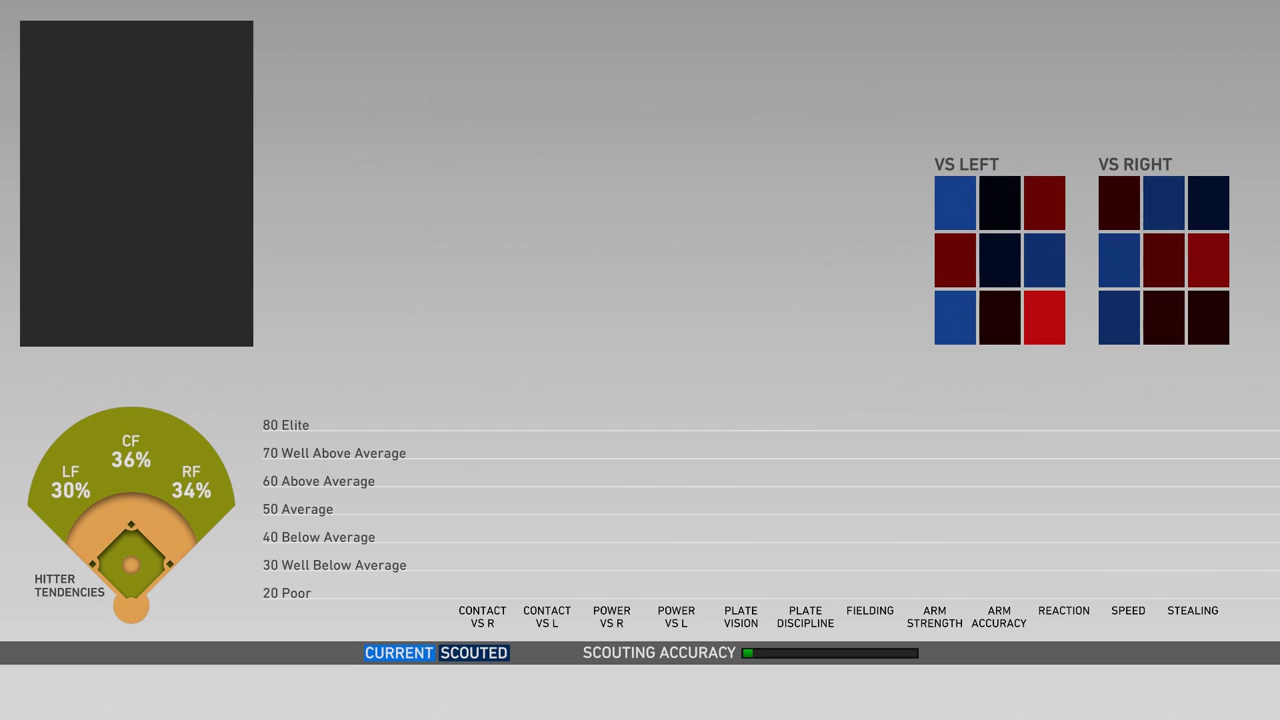 VS LEFT
VS RIGHT
CF
36%
LF
30%
RF
34%
HITTER
TENDENCIES
80 Elite
70 Well Above Average
60 Above Average
50 Average
40 Below Average
30 Well Below Average
20 Poor
CONTACT
VS R
CONTACT
VS L
POWER
VS R
POWER
VS L
PLATE
VISION
PLATE
DISCIPLINE
FIELDING
ARM
STRENGTH
ARM
ACCURACY
REACTION
SPEED
STEALING
CURRENT SCOUTED
SCOUTING ACCURACY